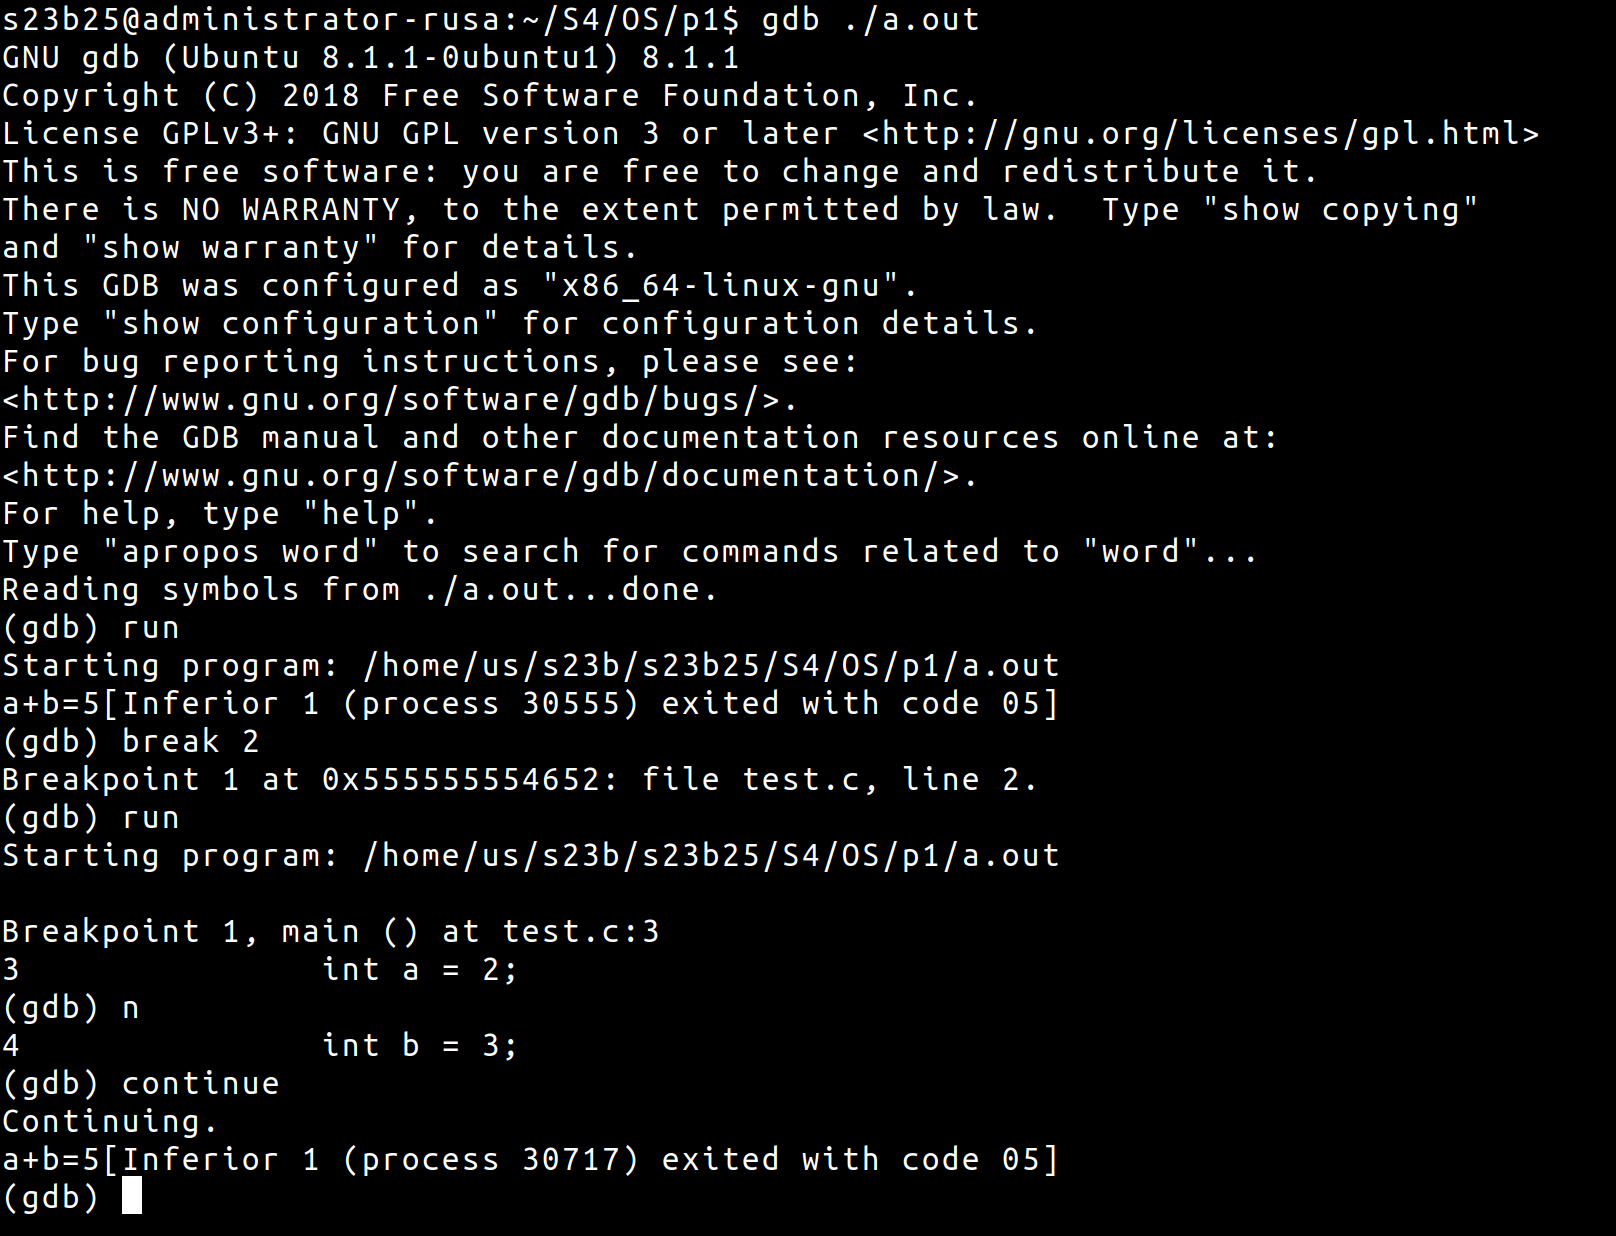 s23b25@administrator-rusa:~/S4/OS/p1$ gdb ./a.out
GNU gdb (Ubuntu 8.1.1-0ubuntu1) 8.1.1
Copyright (C) 2018 Free Software Foundation, Inc.
License GPLv3+: GNU GPL version 3 or later <http://gnu.org/licenses/gpl.html>
This is free software: you are free to change and redistribute it.
There is NO WARRANTY, to the extent permitted by law.  Type "show copying"
and "show warranty" for details.
This GDB was configured as "x86_64-linux-gnu".
Type "show configuration" for configuration details.
For bug reporting instructions, please see:
<http://www.gnu.org/software/gdb/bugs/>.
Find the GDB manual and other documentation resources online at:
<http://www.gnu.org/software/gdb/documentation/>.
For help, type "help".
Type "apropos word" to search for commands related to "word"...
Reading symbols from ./a.out...done.
(gdb) run
Starting program: /home/us/s23b/s23b25/S4/OS/p1/a.out
a+b=5[Inferior 1 (process 30555) exited with code 05]
(gdb) break 2
Breakpoint 1 at 0x555555554652: file test.c, line 2.
(gdb) run
Starting program: /home/us/s23b/s23b25/S4/OS/p1/a.out

Breakpoint 1, main () at test.c:3
3               int a = 2;
(gdb) n
4               int b = 3;
(gdb) continue
Continuing.
a+b=5[Inferior 1 (process 30717) exited with code 05]
(gdb)